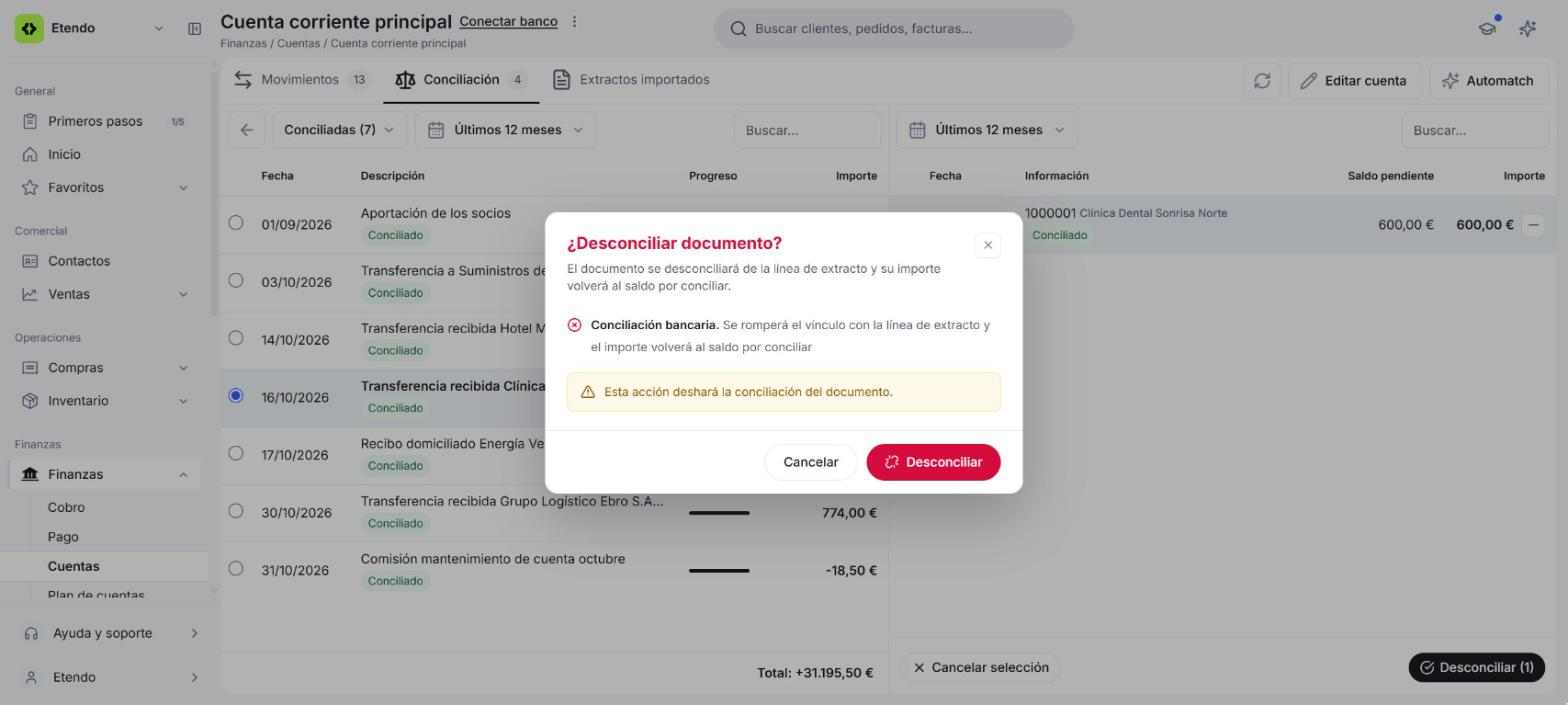 Etendo
Cuenta corriente principal Conectar banco
Finanzas / Cuentas / Cuenta corriente principal
Buscar clientes, pedidos, facturas...
General
Primeros pasos 1/5
Inicio
Favoritos
Comercial
Contactos
Ventas
Operaciones
Compras
Inventario
Finanzas
Finanzas
Cobro
Pago
Cuentas
Plan de cuentas
Ayuda y soporte
Etendo
Movimientos 13
Conciliación 4
Extractos importados
Editar cuenta
Automatch
Conciliadas (7)
Últimos 12 meses
Buscar...
Fecha Descripción Progreso Importe
01/09/2026 Aportación de los socios
Conciliado
03/10/2026 Transferencia a Suministros de
Conciliado
14/10/2026 Transferencia recibida Hotel M
Conciliado
16/10/2026 Transferencia recibida Clínica
Conciliado
17/10/2026 Recibo domiciliado Energía Ve
Conciliado
30/10/2026 Transferencia recibida Grupo Logístico Ebro S.A... 774,00 €
Conciliado
31/10/2026 Comisión mantenimiento de cuenta octubre -18,50 €
Conciliado
Total: +31.195,50 €
Últimos 12 meses
Buscar...
Fecha Información Saldo pendiente Importe
1000001 Clínica Dental Sonrisa Norte 600,00 € 600,00 €
Conciliado
Cancelar selección
Desconciliar (1)
¿Desconciliar documento?
El documento se desconciliará de la línea de extracto y su importe
volverá al saldo por conciliar.
Conciliación bancaria. Se romperá el vínculo con la línea de extracto y
el importe volverá al saldo por conciliar
Esta acción deshará la conciliación del documento.
Cancelar
Desconciliar